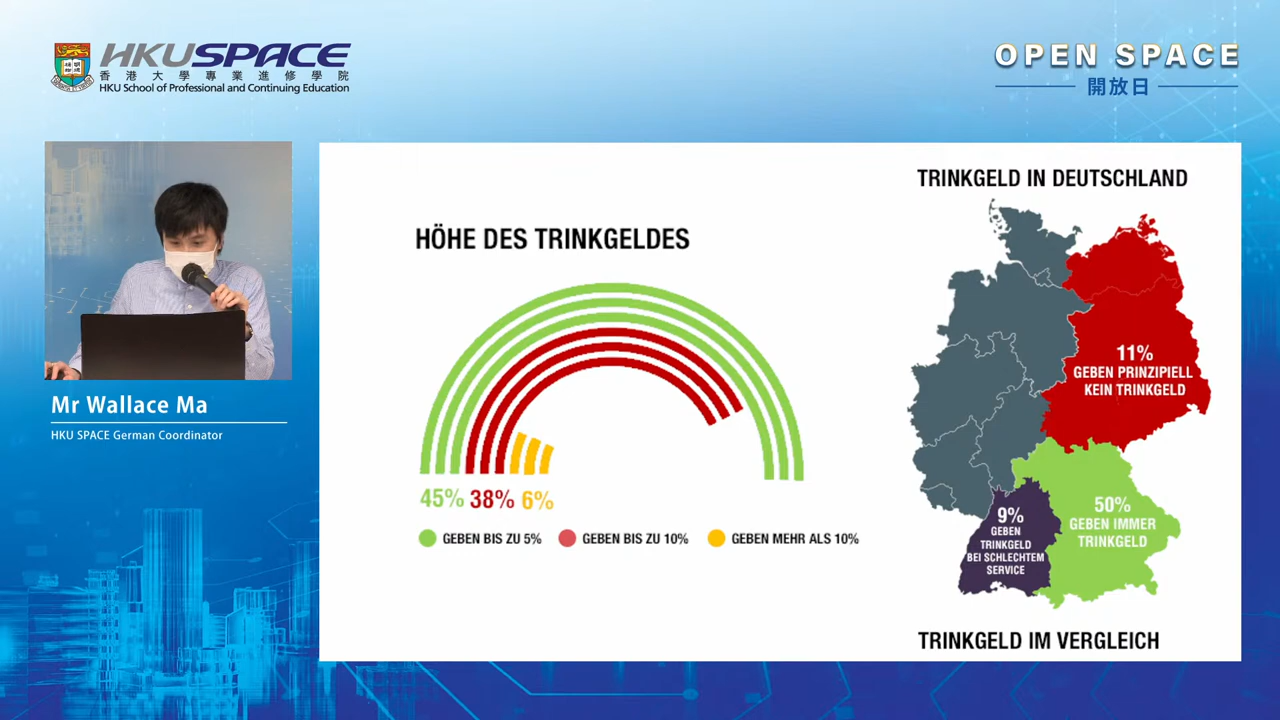 HKU SPACE
香港大學專業進修學院
HKU School of Professional and Continuing Education
OPEN SPACE
開放日
Mr Wallace Ma
HKU SPACE German Coordinator
HÖHE DES TRINKGELDES
45% 38% 6%
GEBEN BIS ZU 5% GEBEN BIS ZU 10% GEBEN MEHR ALS 10%
TRINKGELD IN DEUTSCHLAND
11%
GEBEN PRINZIPIELL
KEIN TRINKGELD
50%
GEBEN IMMER
TRINKGELD
9%
GEBEN
TRINKGELD
BEI SCHLECHTEM
SERVICE
TRINKGELD IM VERGLEICH